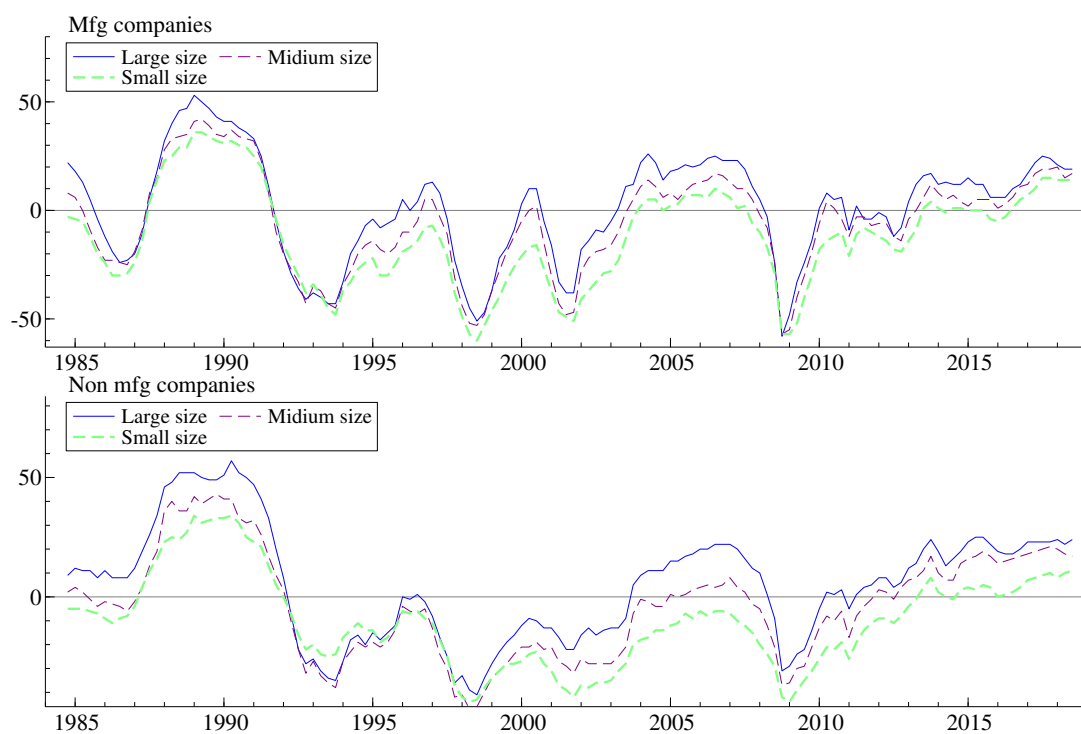 Mfg companies
Large size Midium size
Small size
50
0
-50
1985 1990 1995 2000 2005 2010 2015
Non mfg companies
Large size Midium size
Small size
50
0
1985 1990 1995 2000 2005 2010 2015